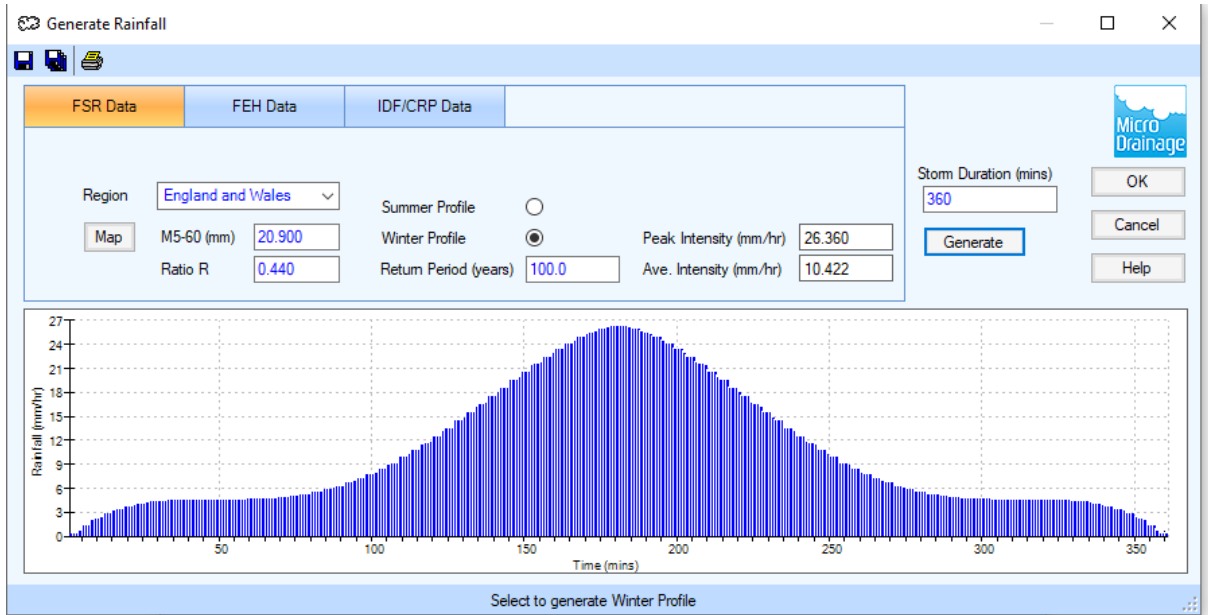 Generate Rainfall
FSR Data FEH Data IDF/CRP Data
Micro
Drainage
Storm Duration (mins)
360
OK
Region England and Wales Summer Profile
Map M5-60 (mm) 20.900 Winter Profile Peak Intensity (mm/hr) 26.360 Generate Cancel
Ratio R 0.440 Return Period (years) 100.0 Ave. Intensity (mm/hr) 10.422 Help
27
24
21
18
15
12
9
6
3
0
Rainfall (mm/hr)
50 100 150 200 250 300 350
Time (mins)
Select to generate Winter Profile